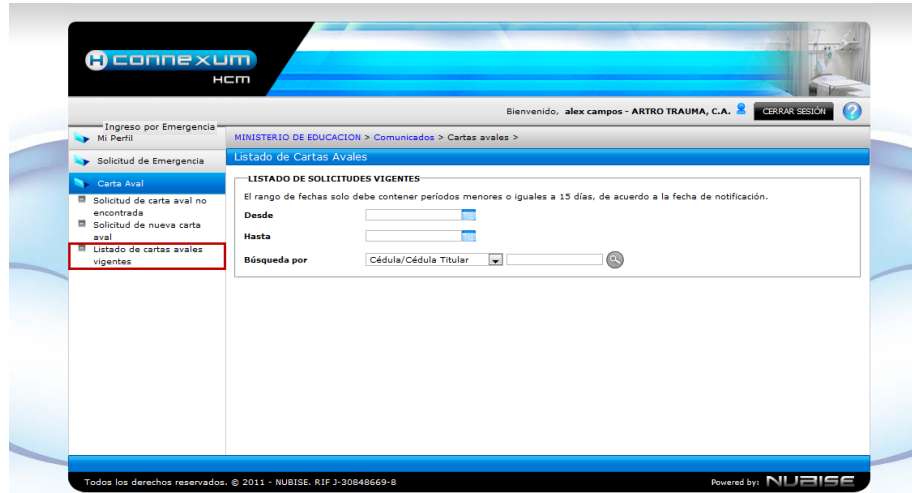 connexum
HCM
Bienvenido, alex campos - ARTRO TRAUMA, C.A.
CERRAR SESIÓN
?
Ingreso por Emergencia
Mi Perfil
Solicitud de Emergencia
Carta Aval
Solicitud de carta aval no
encontrada
Solicitud de nueva carta
aval
Listado de cartas avales
vigentes
MINISTERIO DE EDUCACION > Comunicados > Cartas avales >
Listado de Cartas Avales
LISTADO DE SOLICITUDES VIGENTES
El rango de fechas solo debe contener períodos menores o iguales a 15 días, de acuerdo a la fecha de notificación.
Desde
Hasta
Búsqueda por
Cédula/Cédula Titular
Todos los derechos reservados. © 2011 - NUBISE. RIF J-30848669-8
Powered by: NUBISE